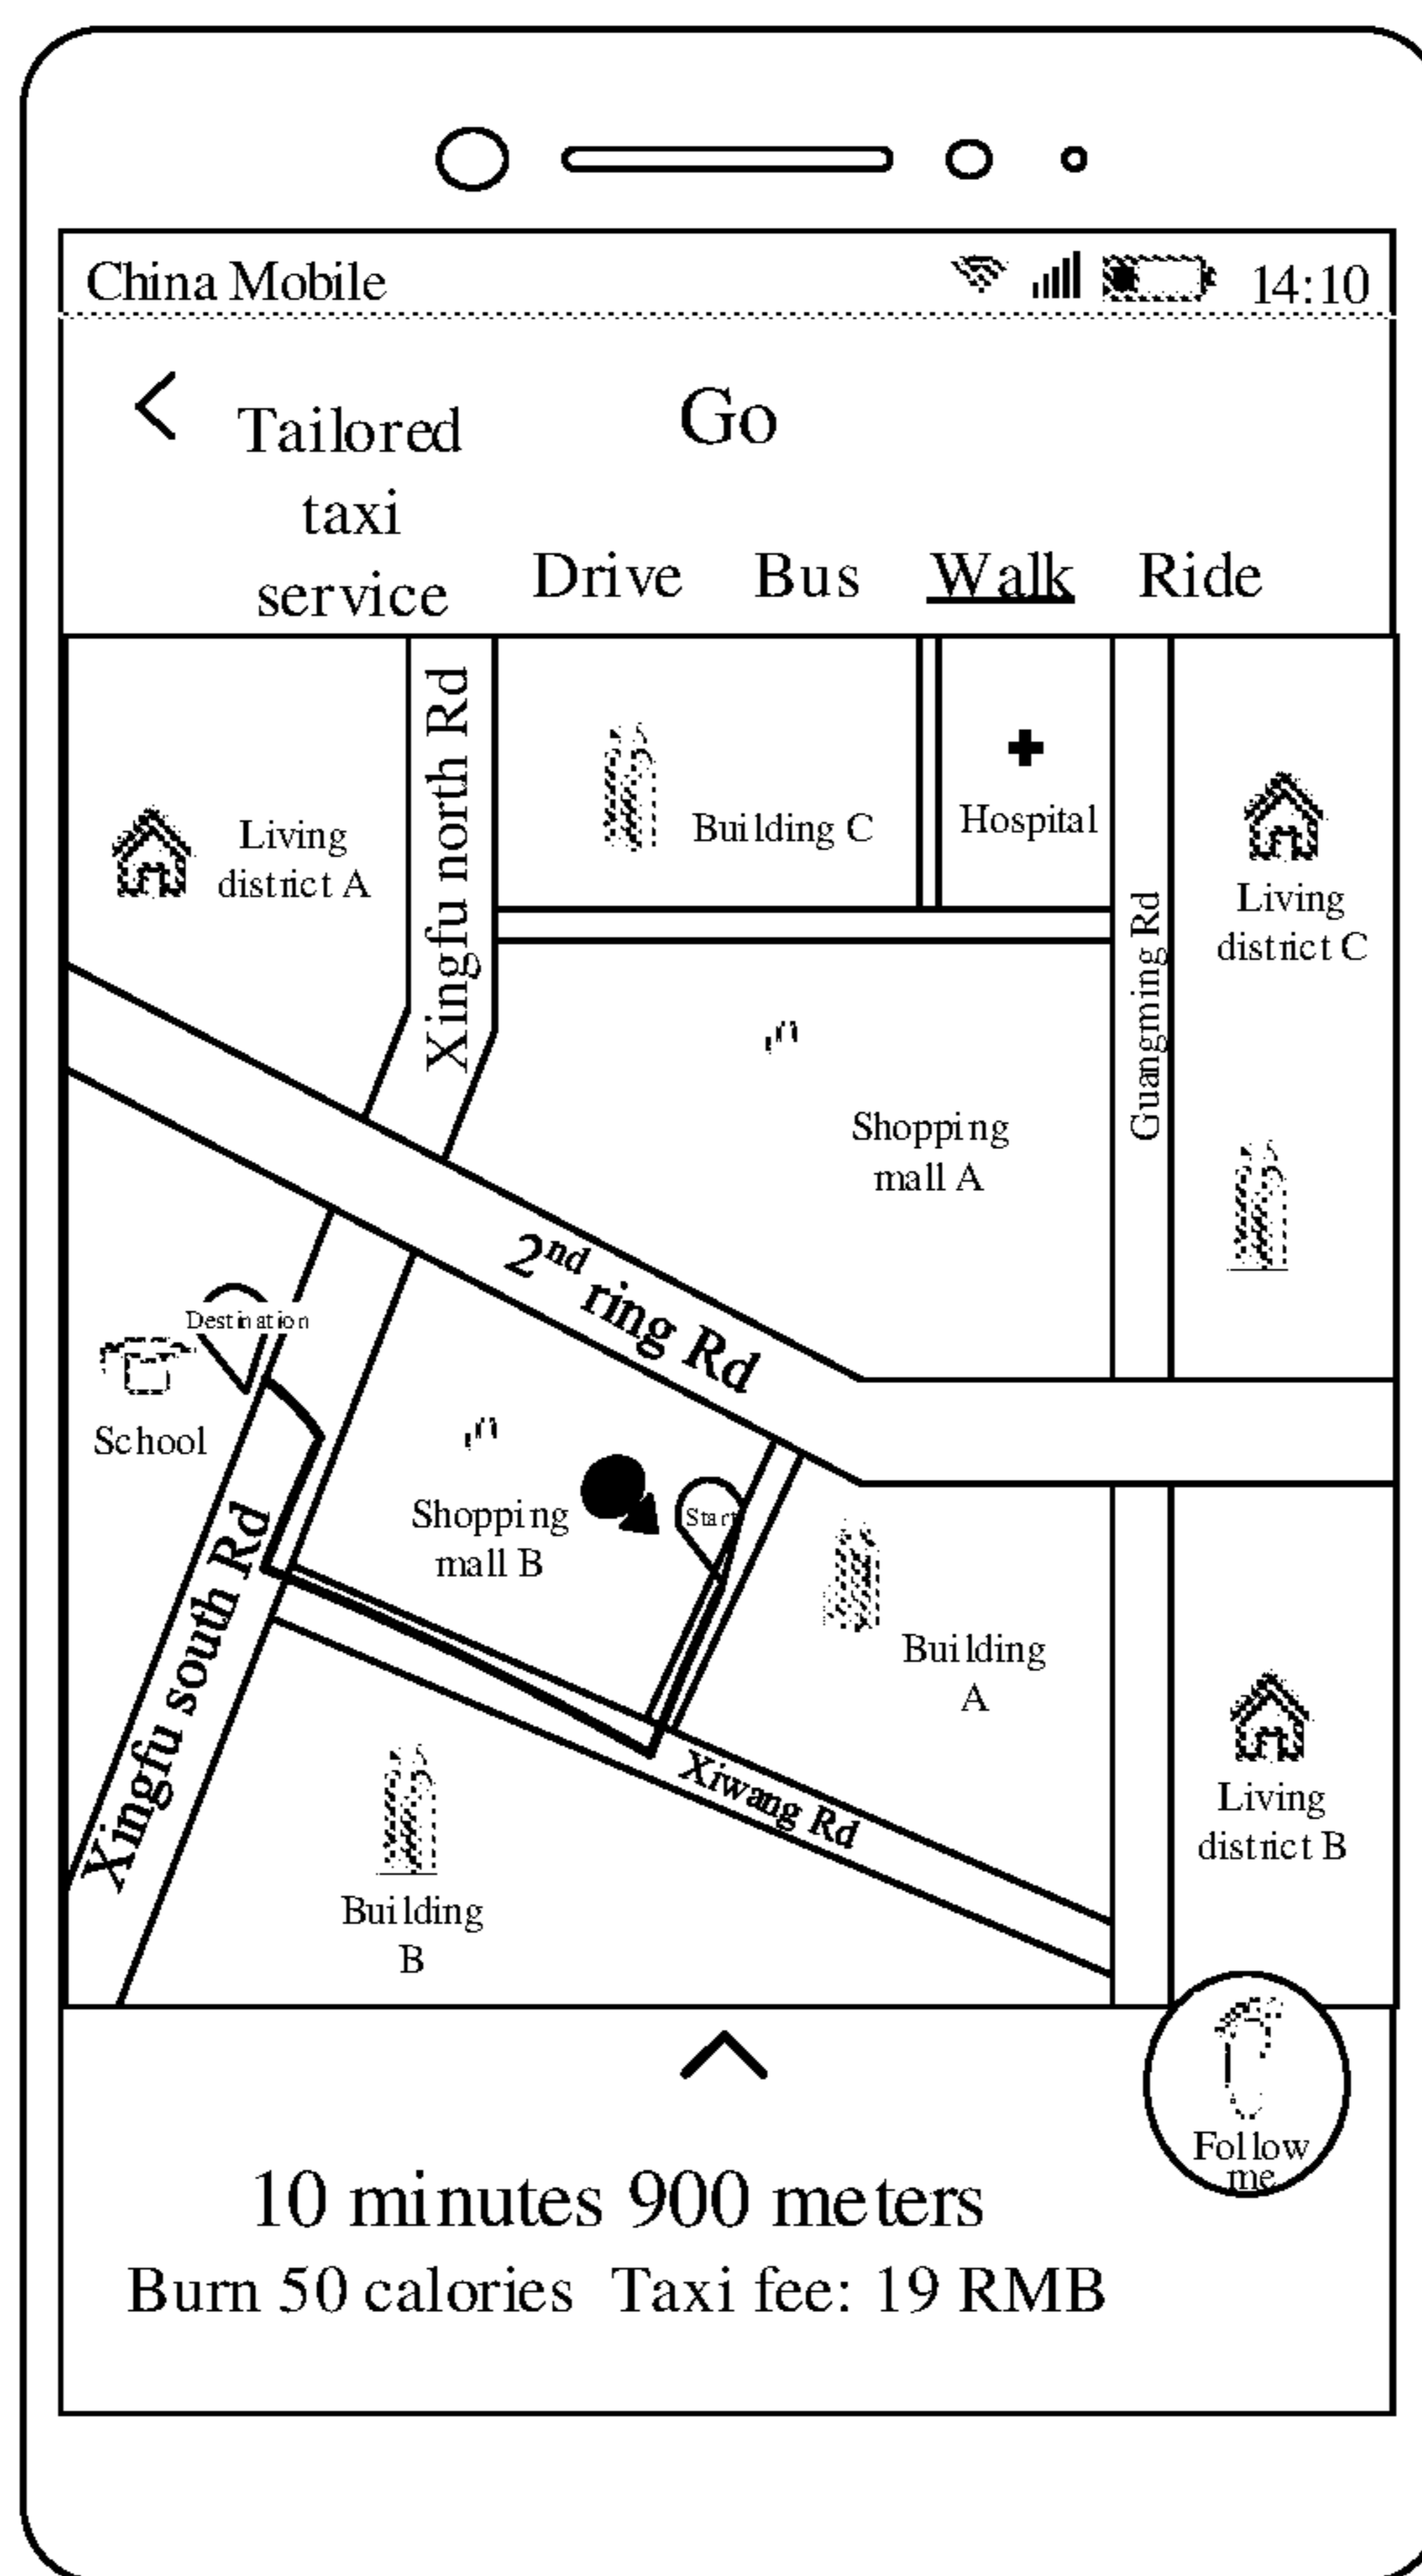 China Mobile 14:10
Go
Tailored
taxi
service
Drive Bus Walk Ride
Xingfu north Rd
Building C
Hospital
Living
district A
Living
district C
Guangming Rd
Shopping
mall A
2nd ring Rd
Destination
School
Shopping
mall B
Start
Xingfu south Rd
Building
A
Xiwang Rd
Living
district B
Building
B
Follow
me
10 minutes 900 meters
Burn 50 calories Taxi fee: 19 RMB